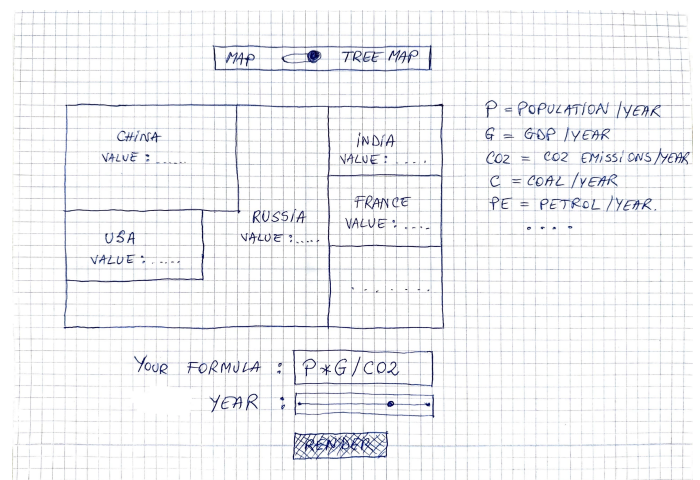 MAP TREE MAP
CHINA
VALUE : .....
USA
VALUE : .....
RUSSIA
VALUE : .....
INDIA
VALUE : ....
FRANCE
VALUE : ....
. . . . . . .
P = POPULATION /YEAR
G = GDP /YEAR
CO2 = CO2 EMISSIONS/YEAR
C = COAL /YEAR
PE = PETROL /YEAR.
. . . .
YOUR FORMULA : P*G/CO2
YEAR :
RENDER